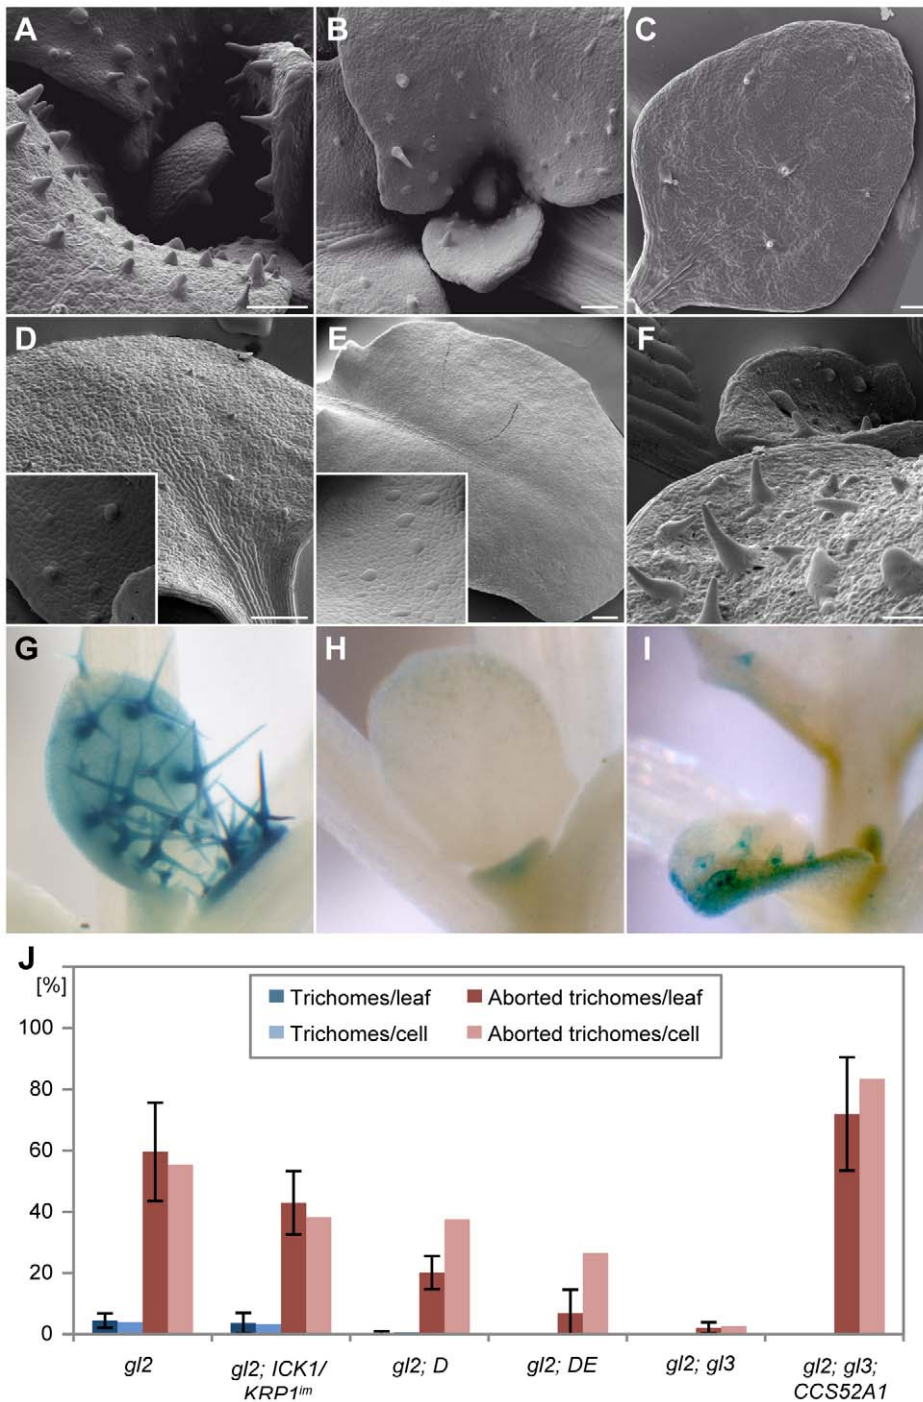 A B C
D E F
G H I
J
[%]
Trichomes/leaf Aborted trichomes/leaf
Trichomes/cell Aborted trichomes/cell
100
80
60
40
20
0
gl2 gl2; ICK1/ gl2; D gl2; DE gl2; gl3 gl2; gl3;
KRP1im CCS52A1